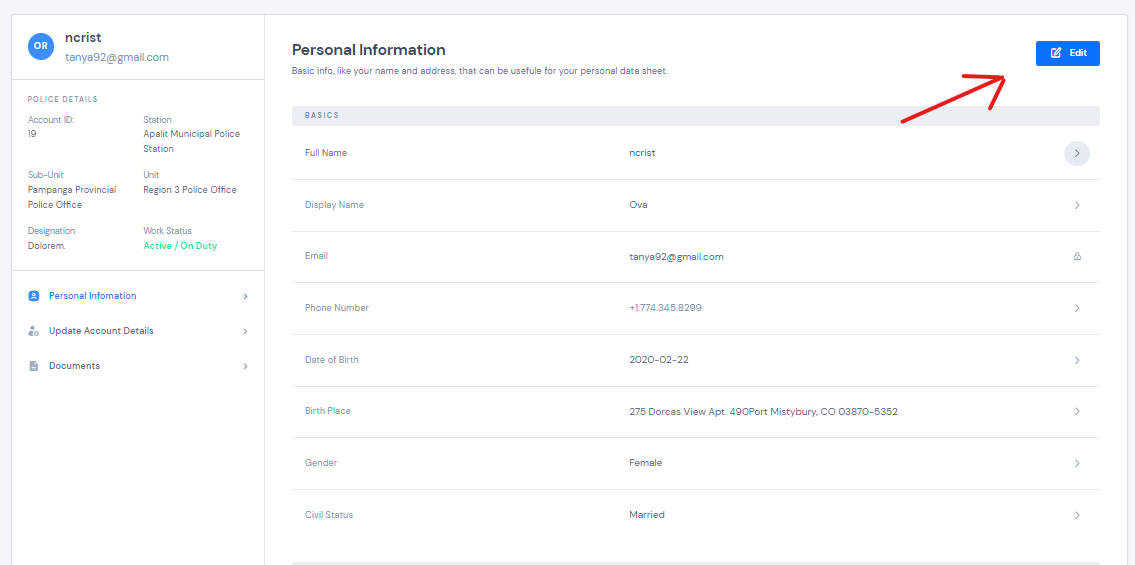 OR
ncrist
tanya92@gmail.com
POLICE DETAILS
Account ID:
19
Station
Apalit Municipal Police
Station
Sub-Unit
Pampanga Provincial
Police Office
Unit
Region 3 Police Office
Designation
Dolorem.
Work Status
Active / On Duty
Personal Infomation
Update Account Details
Documents
Personal Information
Basic info, like your name and address, that can be usefule for your personal data sheet.
Edit
BASICS
Full Name ncrist
Display Name Ova
Email tanya92@gmail.com
Phone Number +1.774.345.8299
Date of Birth 2020-02-22
Birth Place 275 Dorcas View Apt. 490Port Mistybury, CO 03870-5352
Gender Female
Civil Status Married